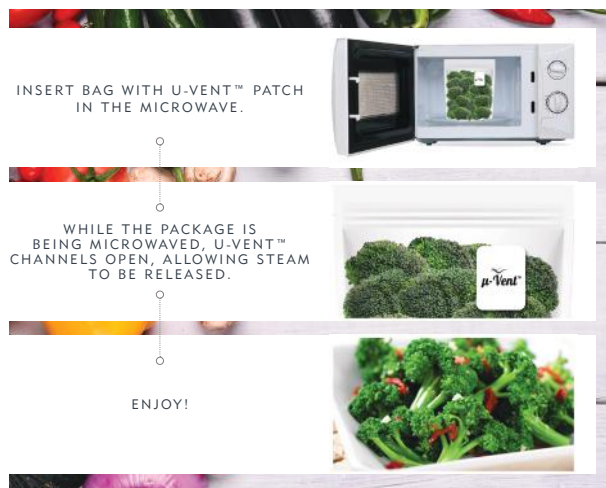 INSERT BAG WITH U-VENT™ PATCH
IN THE MICROWAVE.
WHILE THE PACKAGE IS
BEING MICROWAVED, U-VENT™
CHANNELS OPEN, ALLOWING STEAM
TO BE RELEASED.
µ-Vent™
ENJOY!